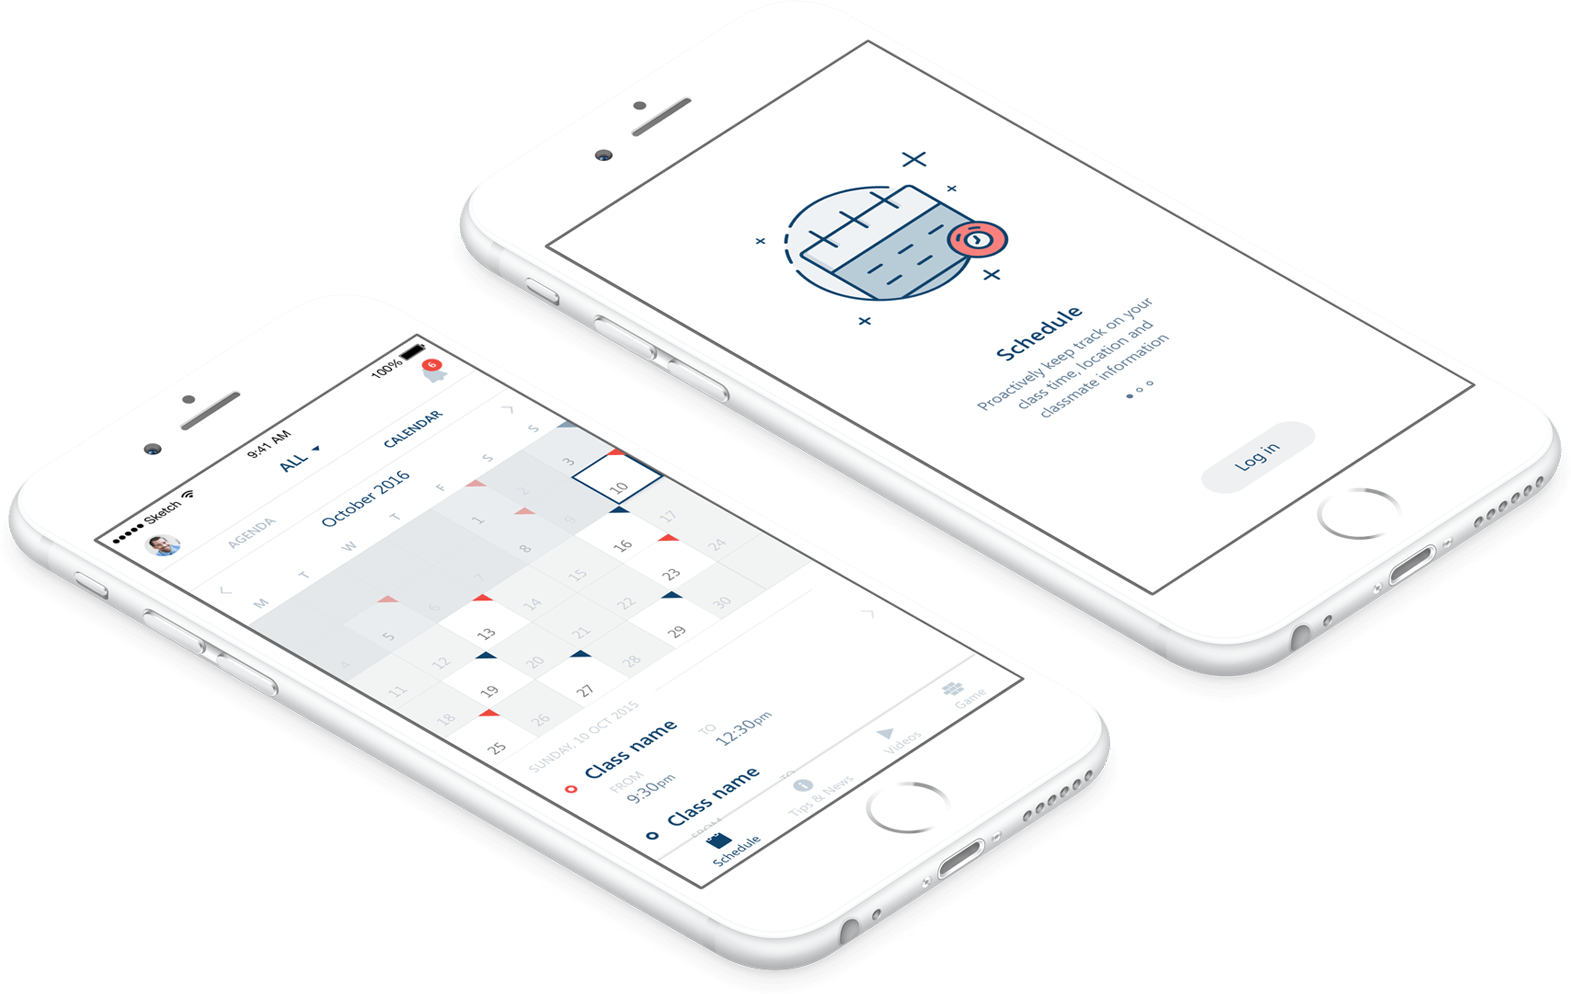 Sketch
9:41 AM
100%
6
ALL
AGENDA
CALENDAR
October 2016
M T W T F S S
1 2 3
4 5 6 7 8 9 10
11 12 13 14 15 16 17
18 19 20 21 22 23 24
25 26 27 28 29 30
SUNDAY, 10 OCT 2015
Class name
FROM TO
9:30pm 12:30pm
Class name
FROM TO
Schedule
Tips & News
Videos
Game
Schedule
Proactively keep track on your
class time, location and
classmate information
Log in